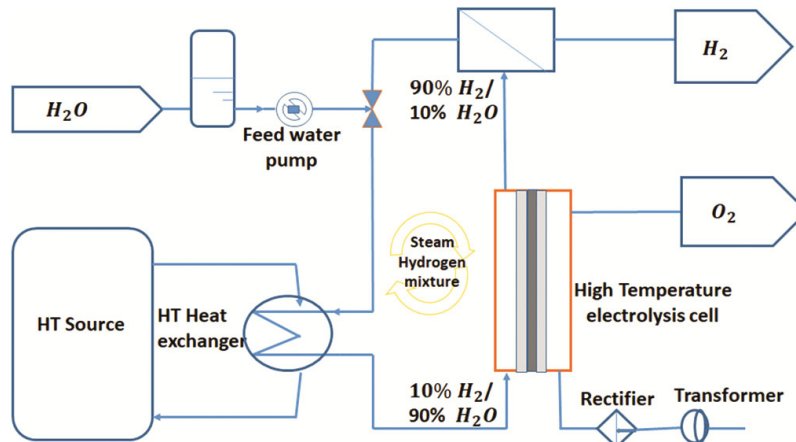 H₂O
Feed water
pump
90% H₂/
10% H₂O
H₂
O₂
Steam
Hydrogen
mixture
HT Source
HT Heat
exchanger
High Temperature
electrolysis cell
10% H₂/
90% H₂O
Rectifier
Transformer